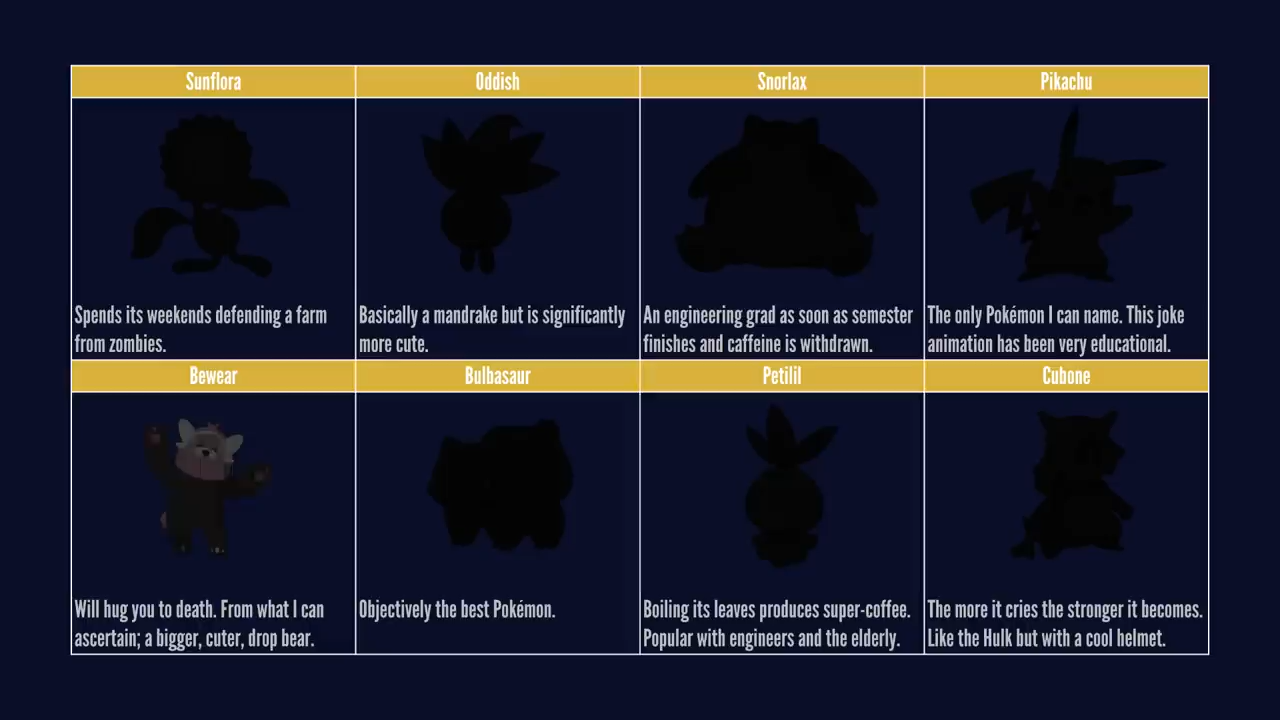 Sunflora
Oddish
Snorlax
Pikachu
Spends its weekends defending a farm
from zombies.
Basically a mandrake but is significantly
more cute.
An engineering grad as soon as semester
finishes and caffeine is withdrawn.
The only Pokémon I can name. This joke
animation has been very educational.
Bewear
Bulbasaur
Petilil
Cubone
Will hug you to death. From what I can
ascertain; a bigger, cuter, drop bear.
Objectively the best Pokémon.
Boiling its leaves produces super-coffee.
Popular with engineers and the elderly.
The more it cries the stronger it becomes.
Like the Hulk but with a cool helmet.